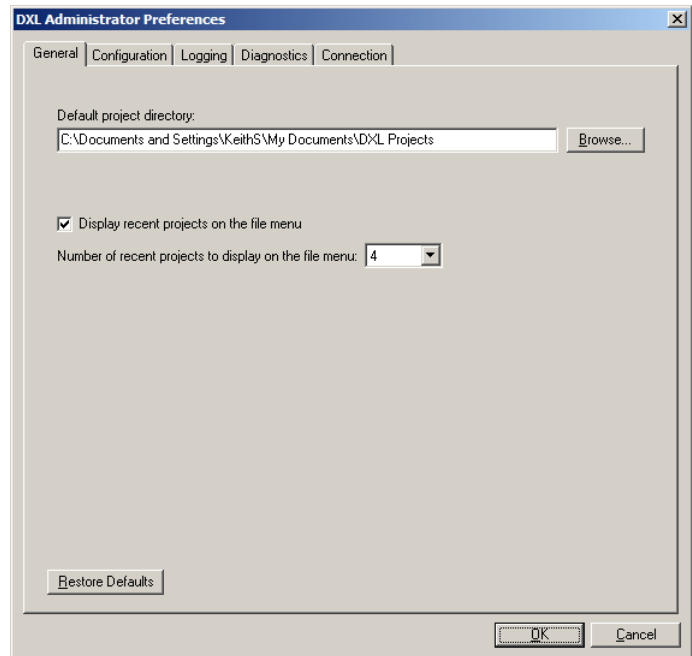 DXL Administrator Preferences
General Configuration Logging Diagnostics Connection
Default project directory:
C:\Documents and Settings\KeithS\My Documents\DXL Projects Browse...
Display recent projects on the file menu
Number of recent projects to display on the file menu: 4
Restore Defaults
OK Cancel